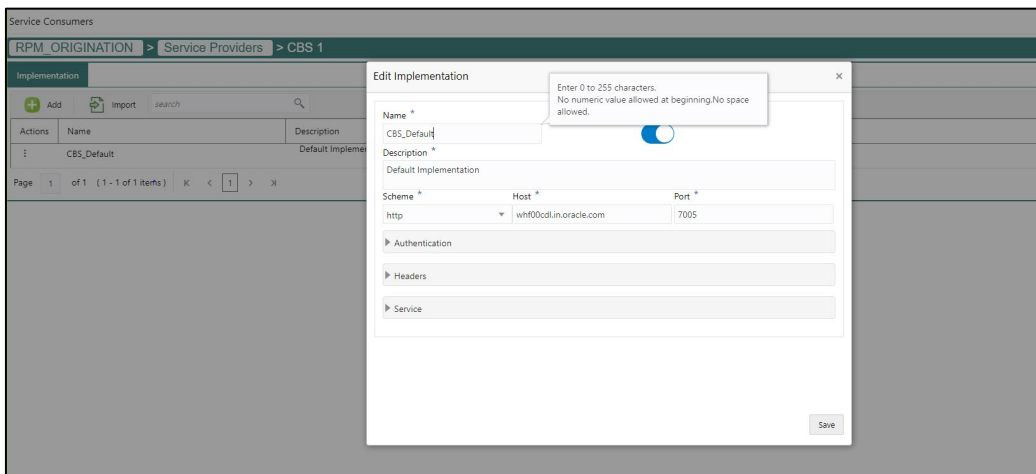 Service Consumers
RPM_ORIGINATION > Service Providers > CBS 1
Implementation
Add Import search
Actions Name Description
CBS_Default Default Implemen
Page 1 of 1 (1 - 1 of 1 items) K < 1 > >|
Edit Implementation ×
Enter 0 to 255 characters.
No numeric value allowed at beginning.No space
allowed.
Name *
CBS_Default
Description *
Default Implementation
Scheme * Host * Port *
http whf00cdl.in.oracle.com 7005
Authentication
Headers
Service
Save